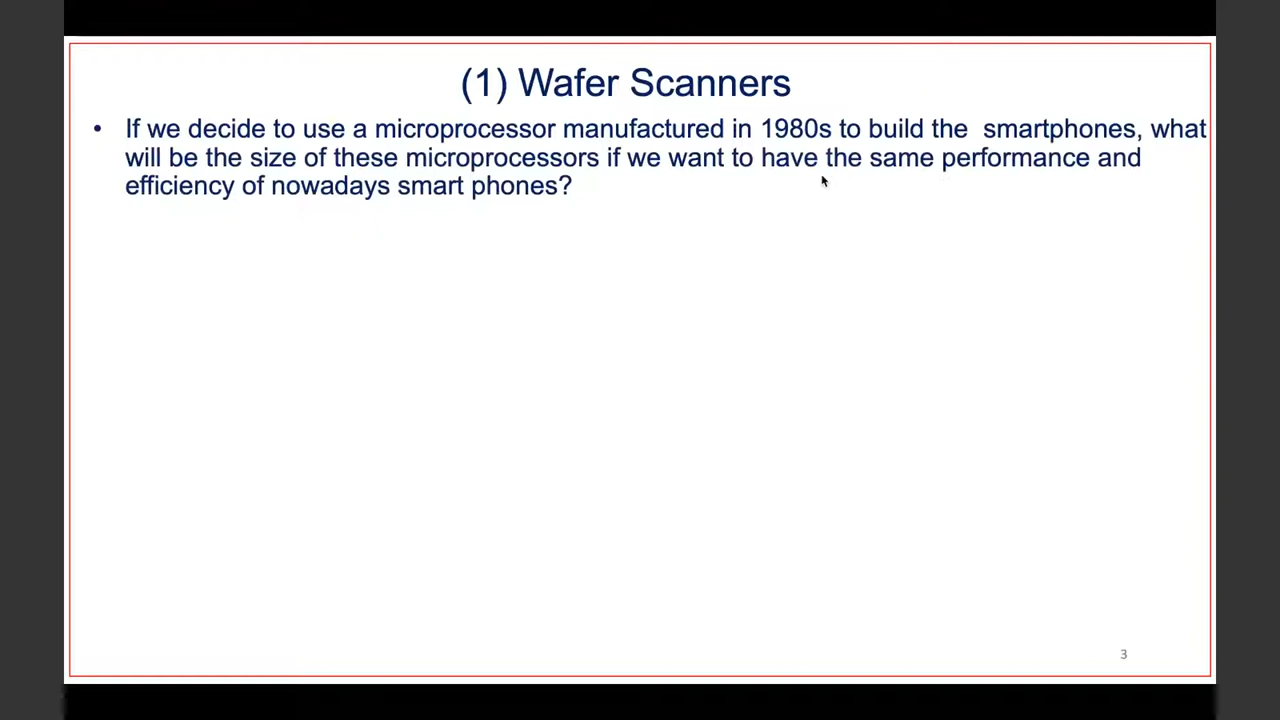 (1) Wafer Scanners
• If we decide to use a microprocessor manufactured in 1980s to build the  smartphones, what
will be the size of these microprocessors if we want to have the same performance and
efficiency of nowadays smart phones?
3